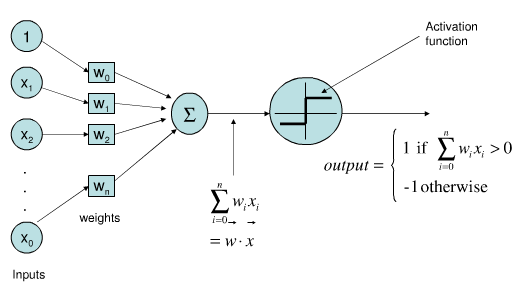 1
x₁
x₂
.
.
.
x₀
Inputs
w₀
w₁
w₂
wₙ
weights
Σ
Activation
function
n
∑ wᵢxᵢ
i=0
= w · x
output = { 1 if n∑i=0 wᵢxᵢ > 0
-1 otherwise